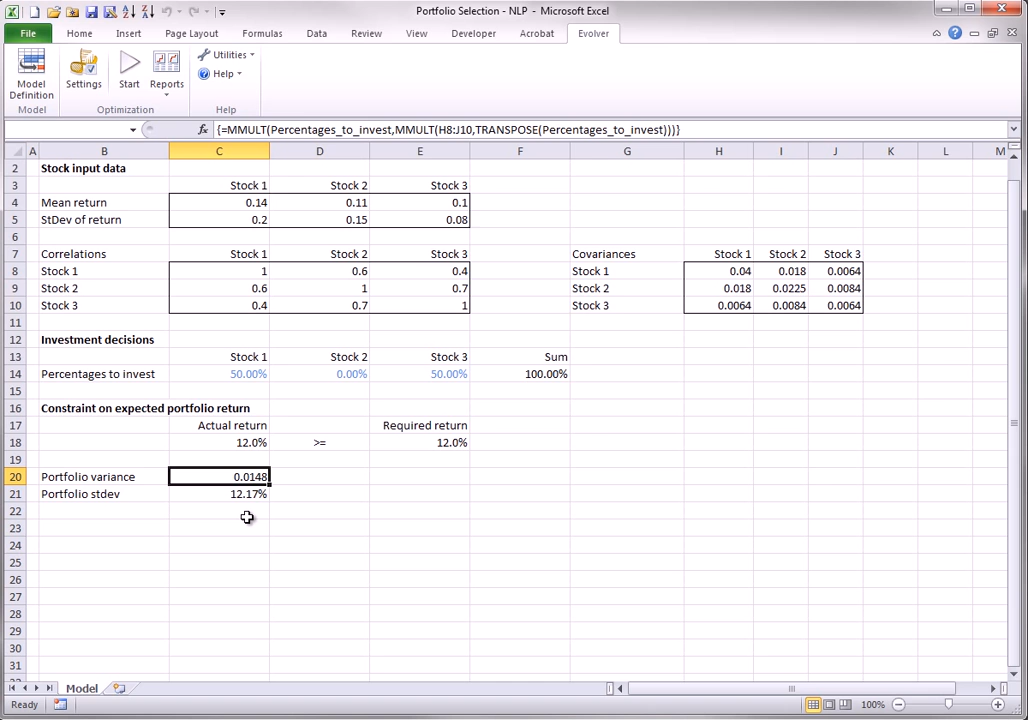 Portfolio Selection - NLP - Microsoft Excel
File Home Insert Page Layout Formulas Data Review View Developer Acrobat Evolver
Model Definition Settings Start Reports Utilities Help
Model Optimization Help
fx {=MMULT(Percentages_to_invest,MMULT(H8:J10,TRANSPOSE(Percentages_to_invest)))}
A B C D E F G H I J K L M
2 Stock input data
3 Stock 1 Stock 2 Stock 3
4 Mean return 0.14 0.11 0.1
5 StDev of return 0.2 0.15 0.08
6
7 Correlations Stock 1 Stock 2 Stock 3 Covariances Stock 1 Stock 2 Stock 3
8 Stock 1 1 0.6 0.4 Stock 1 0.04 0.018 0.0064
9 Stock 2 0.6 1 0.7 Stock 2 0.018 0.0225 0.0084
10 Stock 3 0.4 0.7 1 Stock 3 0.0064 0.0084 0.0064
11
12 Investment decisions
13 Stock 1 Stock 2 Stock 3 Sum
14 Percentages to invest 50.00% 0.00% 50.00% 100.00%
15
16 Constraint on expected portfolio return
17 Actual return Required return
18 12.0% >= 12.0%
19
20 Portfolio variance 0.0148
21 Portfolio stdev 12.17%
22
23
24
25
26
27
28
29
30
31
Model
Ready 100%